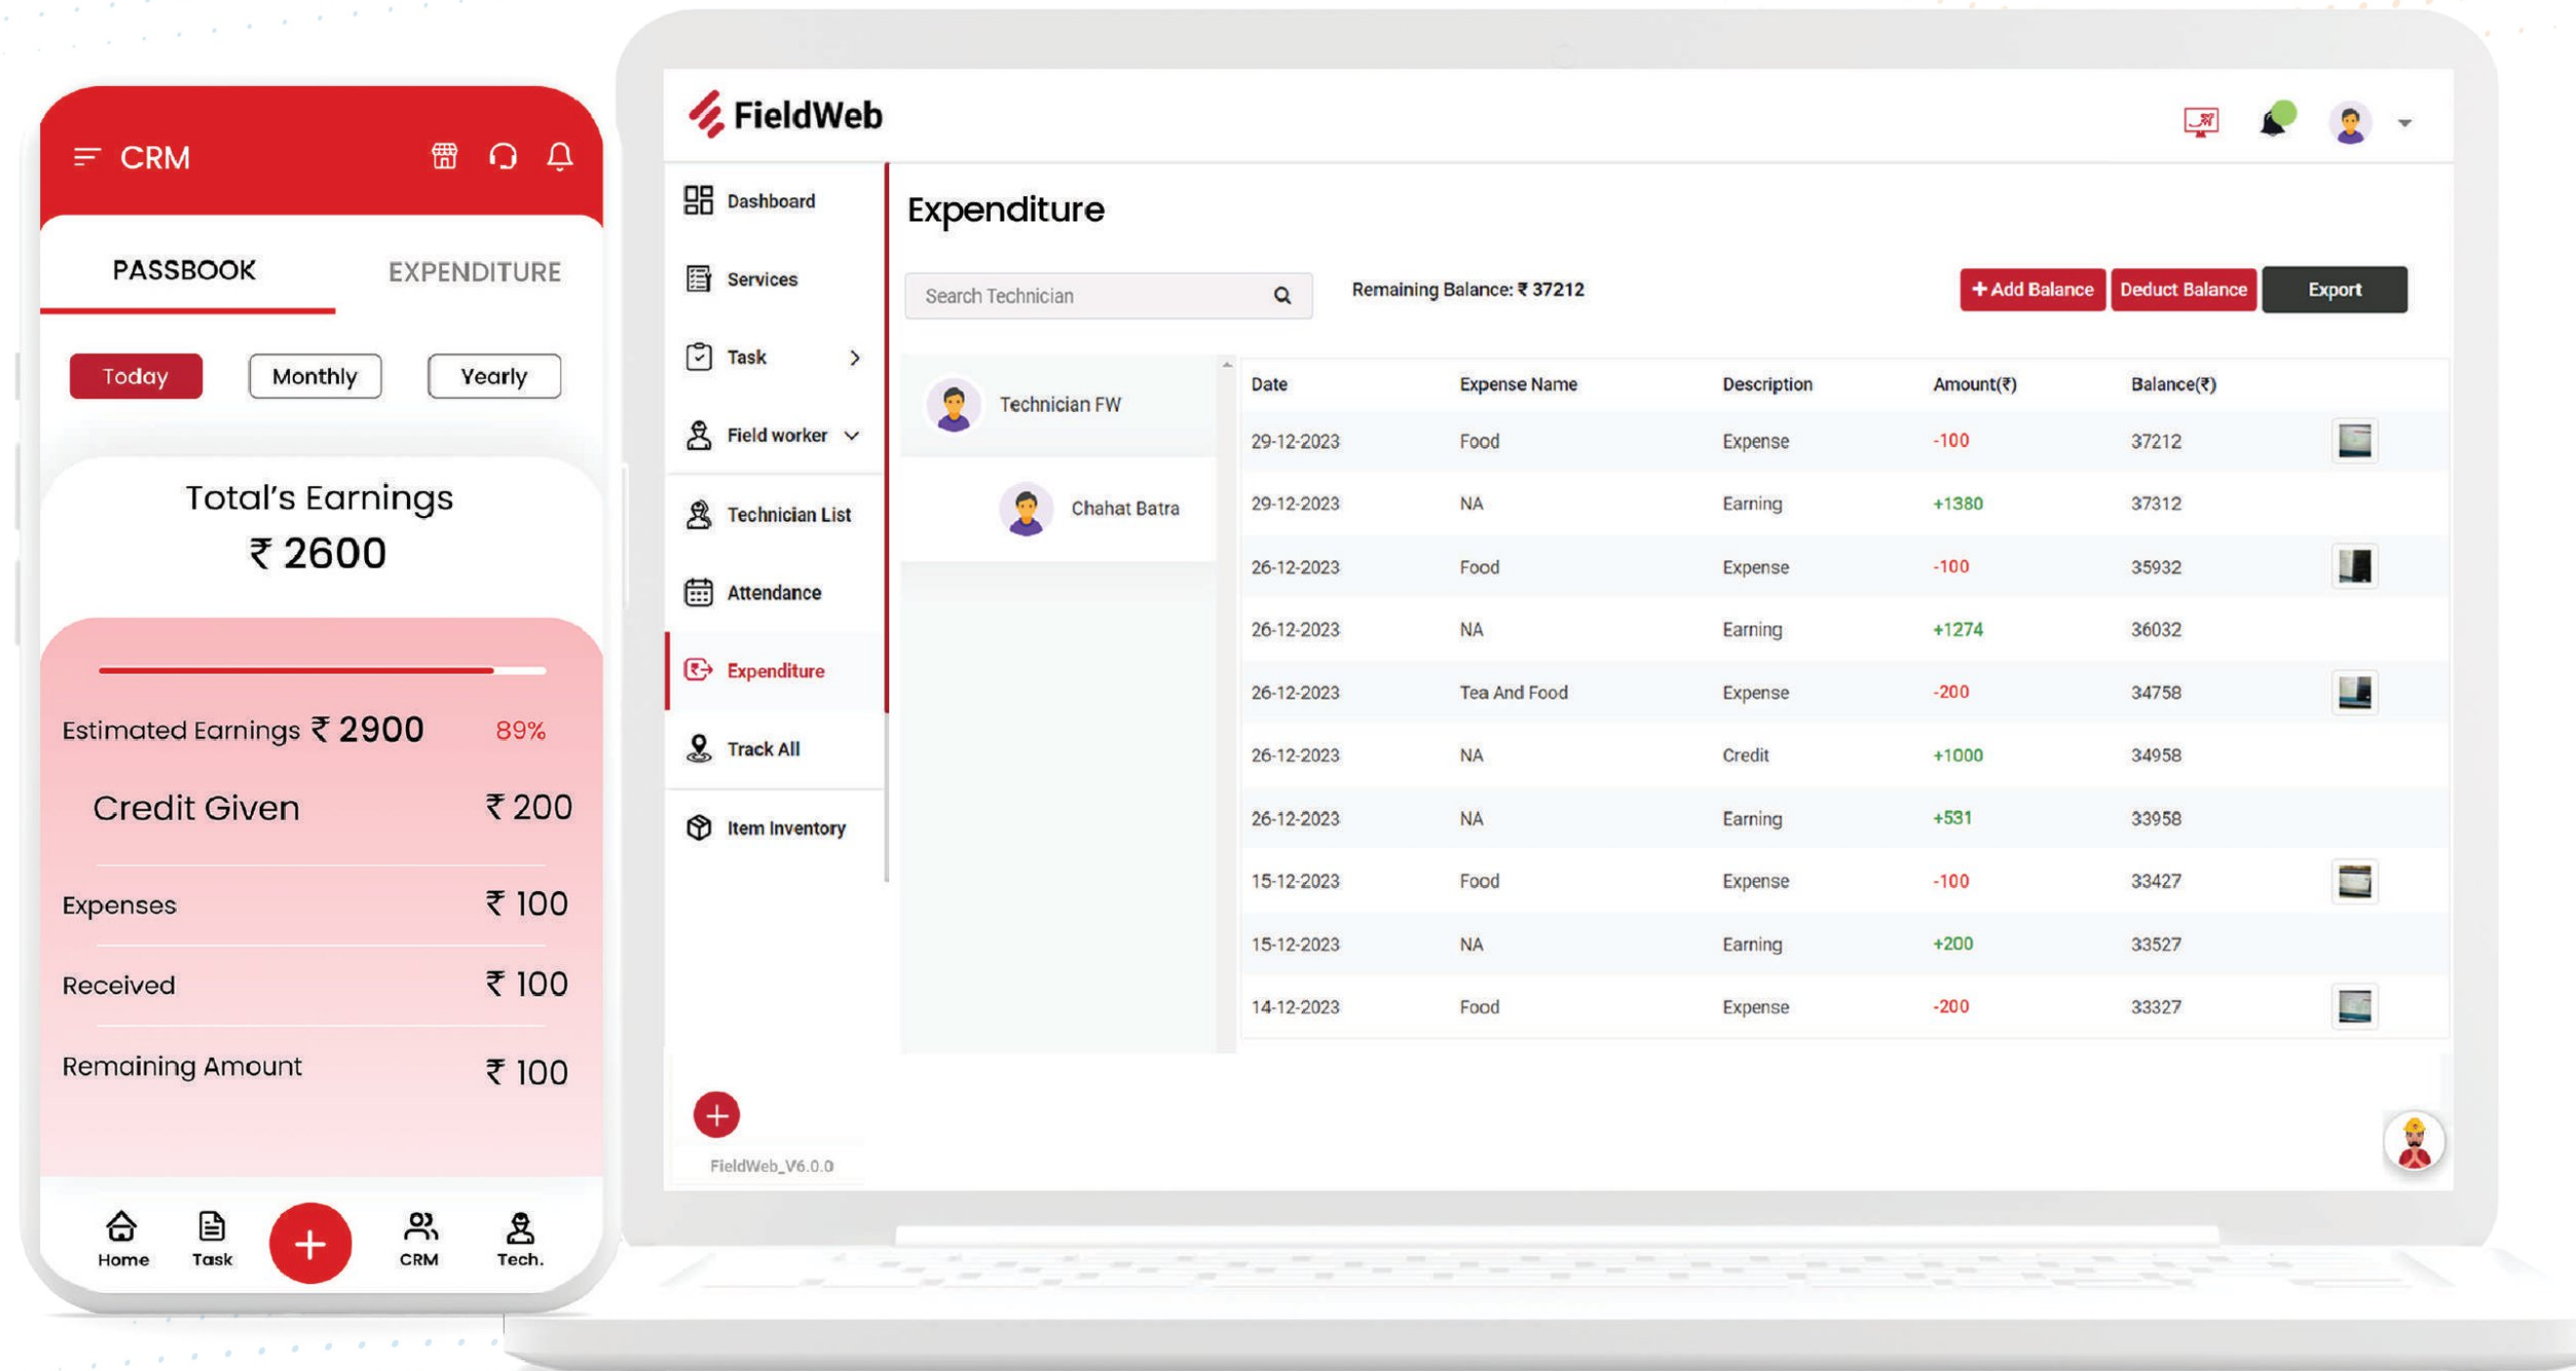 CRM
PASSBOOK EXPENDITURE
Today Monthly Yearly
Total's Earnings
₹ 2600
Estimated Earnings ₹ 2900 89%
Credit Given ₹ 200
Expenses ₹ 100
Received ₹ 100
Remaining Amount ₹ 100
Home Task + CRM Tech.
FieldWeb
Dashboard
Services
Task
Field worker
Technician List
Attendance
Expenditure
Track All
Item Inventory
+
FieldWeb_V6.0.0
Expenditure
Search Technician Remaining Balance: ₹ 37212 + Add Balance Deduct Balance Export
Technician FW
Chahat Batra
Date Expense Name Description Amount(₹) Balance(₹)
29-12-2023 Food Expense -100 37212
29-12-2023 NA Earning +1380 37312
26-12-2023 Food Expense -100 35932
26-12-2023 NA Earning +1274 36032
26-12-2023 Tea And Food Expense -200 34758
26-12-2023 NA Credit +1000 34958
26-12-2023 NA Earning +531 33958
15-12-2023 Food Expense -100 33427
15-12-2023 NA Earning +200 33527
14-12-2023 Food Expense -200 33327